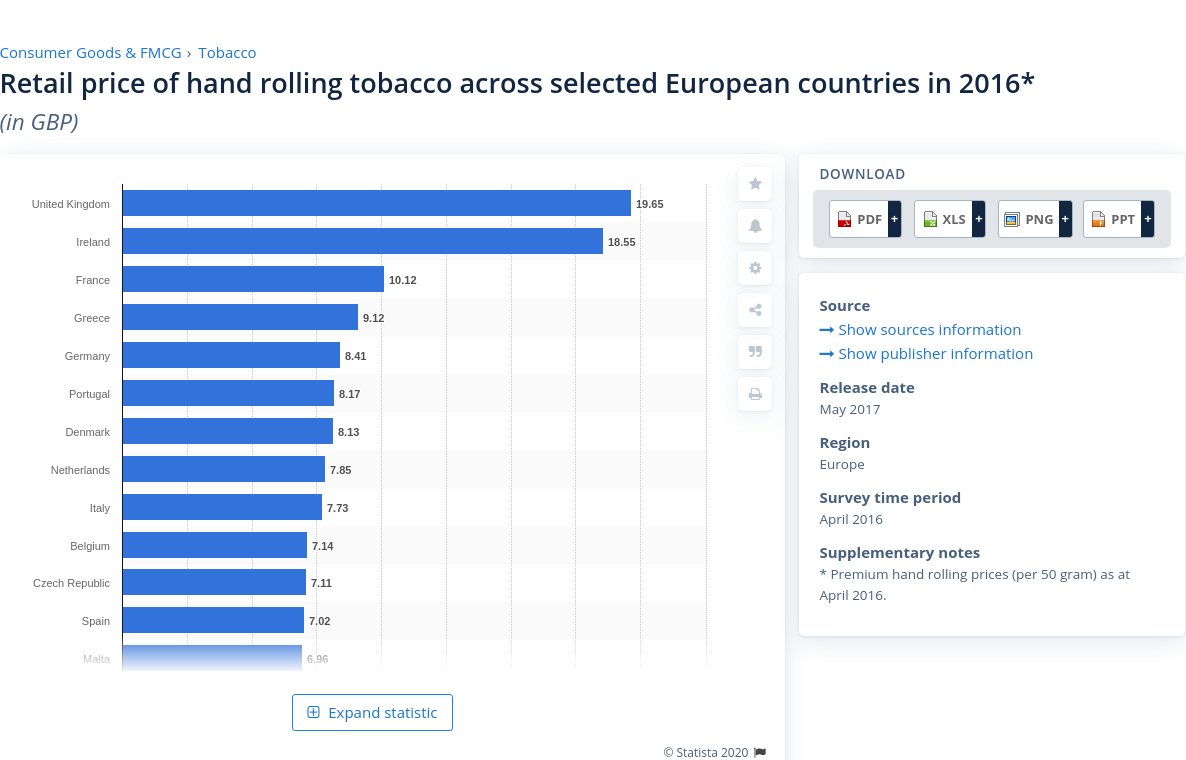 Consumer Goods & FMCG › Tobacco
Retail price of hand rolling tobacco across selected European countries in 2016*
(in GBP)
United Kingdom 19.65
Ireland 18.55
France 10.12
Greece 9.12
Germany 8.41
Portugal 8.17
Denmark 8.13
Netherlands 7.85
Italy 7.73
Belgium 7.14
Czech Republic 7.11
Spain 7.02
Malta 6.96
Expand statistic
© Statista 2020
DOWNLOAD
PDF + XLS + PNG + PPT +
Source
Show sources information
Show publisher information
Release date
May 2017
Region
Europe
Survey time period
April 2016
Supplementary notes
* Premium hand rolling prices (per 50 gram) as at
April 2016.